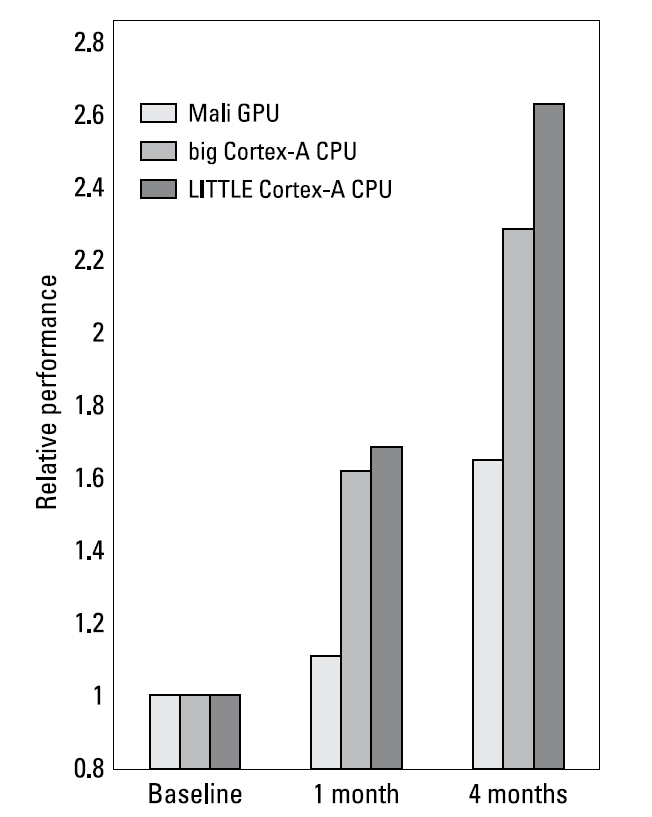 2.8
2.6
2.4
2.2
2
1.8
1.6
1.4
1.2
1
0.8
Relative performance
Mali GPU
big Cortex-A CPU
LITTLE Cortex-A CPU
Baseline
1 month
4 months